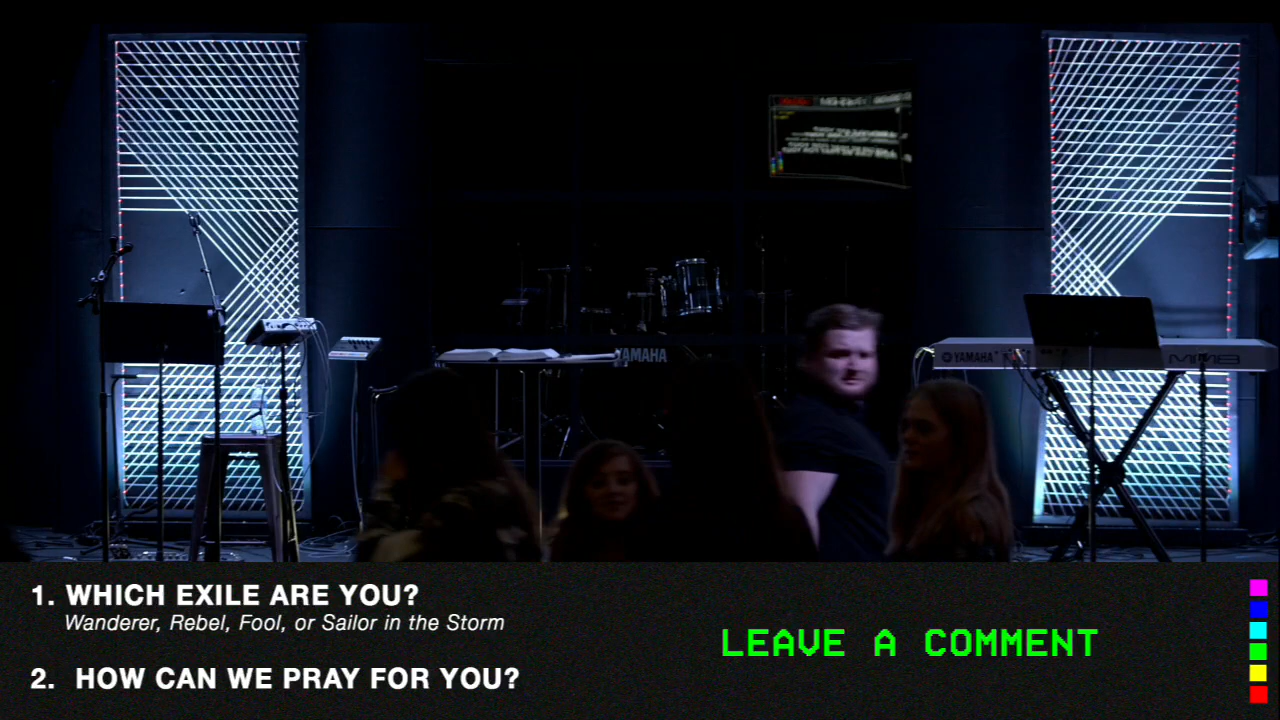 YAMAHA
YAMAHA
MM8
1. WHICH EXILE ARE YOU?
Wanderer, Rebel, Fool, or Sailor in the Storm
2. HOW CAN WE PRAY FOR YOU?
LEAVE A COMMENT